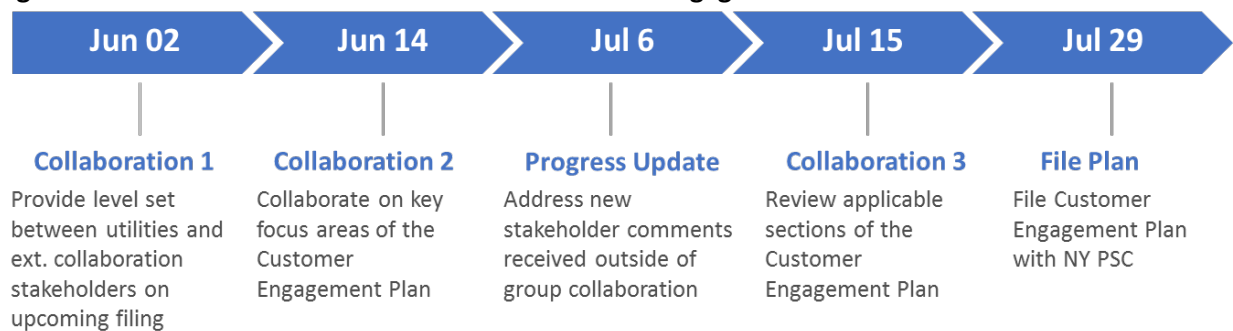 Jun 02
Jun 14
Jul 6
Jul 15
Jul 29
Collaboration 1
Provide level set
between utilities and
ext. collaboration
stakeholders on
upcoming filing
Collaboration 2
Collaborate on key
focus areas of the
Customer
Engagement Plan
Progress Update
Address new
stakeholder comments
received outside of
group collaboration
Collaboration 3
Review applicable
sections of the
Customer
Engagement Plan
File Plan
File Customer
Engagement Plan
with NY PSC